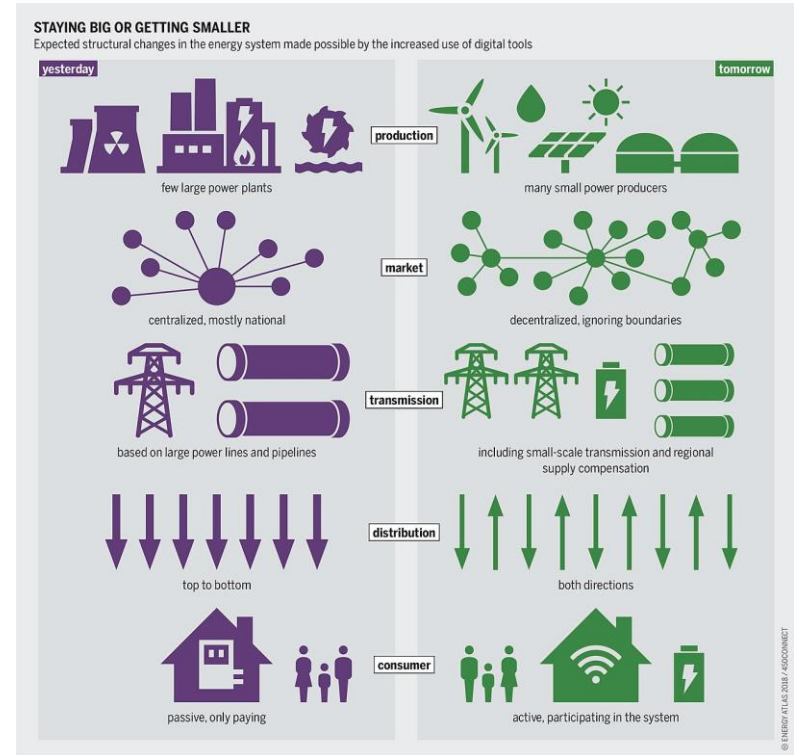 STAYING BIG OR GETTING SMALLER
Expected structural changes in the energy system made possible by the increased use of digital tools
yesterday
tomorrow
production
few large power plants
many small power producers
market
centralized, mostly national
decentralized, ignoring boundaries
transmission
based on large power lines and pipelines
including small-scale transmission and regional
supply compensation
distribution
top to bottom
both directions
consumer
passive, only paying
active, participating in the system
© ENERGY ATLAS 2018 / 450CONNECT